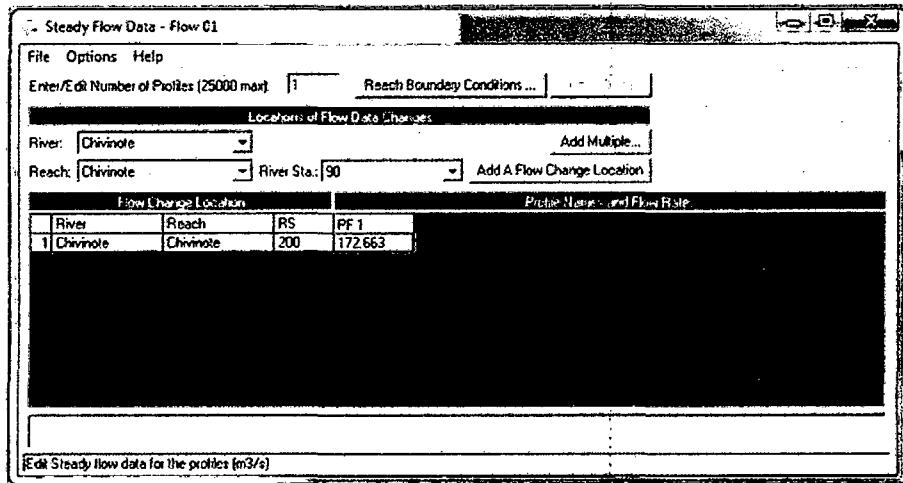 Steady Flow Data - Flow 01
File Options Help
Enter/Edit Number of Profiles (25000 max): 1 Reach Boundary Conditions ...
Locations of Flow Data Changes
River: Chivinote Add Multiple...
Reach: Chivinote River Sta.: 90 Add A Flow Change Location
Flow Change Location Profile Names and Flow Rate
River Reach RS PF 1
1 Chivinote Chivinote 200 172.663
Edit Steady flow data for the profiles (m3/s)